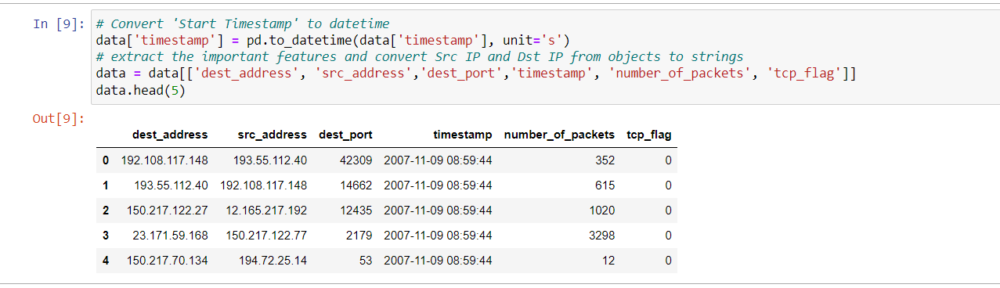 In [9]: # Convert 'Start Timestamp' to datetime
data['timestamp'] = pd.to_datetime(data['timestamp'], unit='s')
# extract the important features and convert Src IP and Dst IP from objects to strings
data = data[['dest_address', 'src_address','dest_port','timestamp', 'number_of_packets', 'tcp_flag']]
data.head(5)
Out[9]:
dest_address src_address dest_port timestamp number_of_packets tcp_flag
0 192.108.117.148 193.55.112.40 42309 2007-11-09 08:59:44 352 0
1 193.55.112.40 192.108.117.148 14662 2007-11-09 08:59:44 615 0
2 150.217.122.27 12.165.217.192 12435 2007-11-09 08:59:44 1020 0
3 23.171.59.168 150.217.122.77 2179 2007-11-09 08:59:44 3298 0
4 150.217.70.134 194.72.25.14 53 2007-11-09 08:59:44 12 0